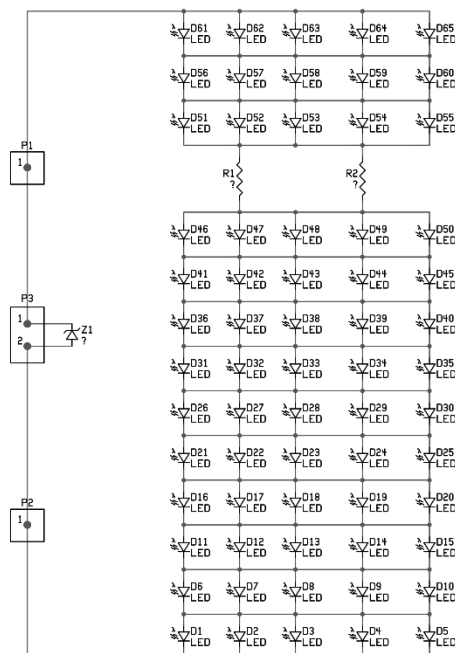 D61 D62 D63 D64 D65
LED LED LED LED LED
D56 D57 D58 D59 D60
LED LED LED LED LED
D51 D52 D53 D54 D55
LED LED LED LED LED
P1
1
R1 R2
? ?
D46 D47 D48 D49 D50
LED LED LED LED LED
D41 D42 D43 D44 D45
LED LED LED LED LED
P3
1
2
Z1
?
D36 D37 D38 D39 D40
LED LED LED LED LED
D31 D32 D33 D34 D35
LED LED LED LED LED
D26 D27 D28 D29 D30
LED LED LED LED LED
D21 D22 D23 D24 D25
LED LED LED LED LED
P2
1
D16 D17 D18 D19 D20
LED LED LED LED LED
D11 D12 D13 D14 D15
LED LED LED LED LED
D6 D7 D8 D9 D10
LED LED LED LED LED
D1 D2 D3 D4 D5
LED LED LED LED LED